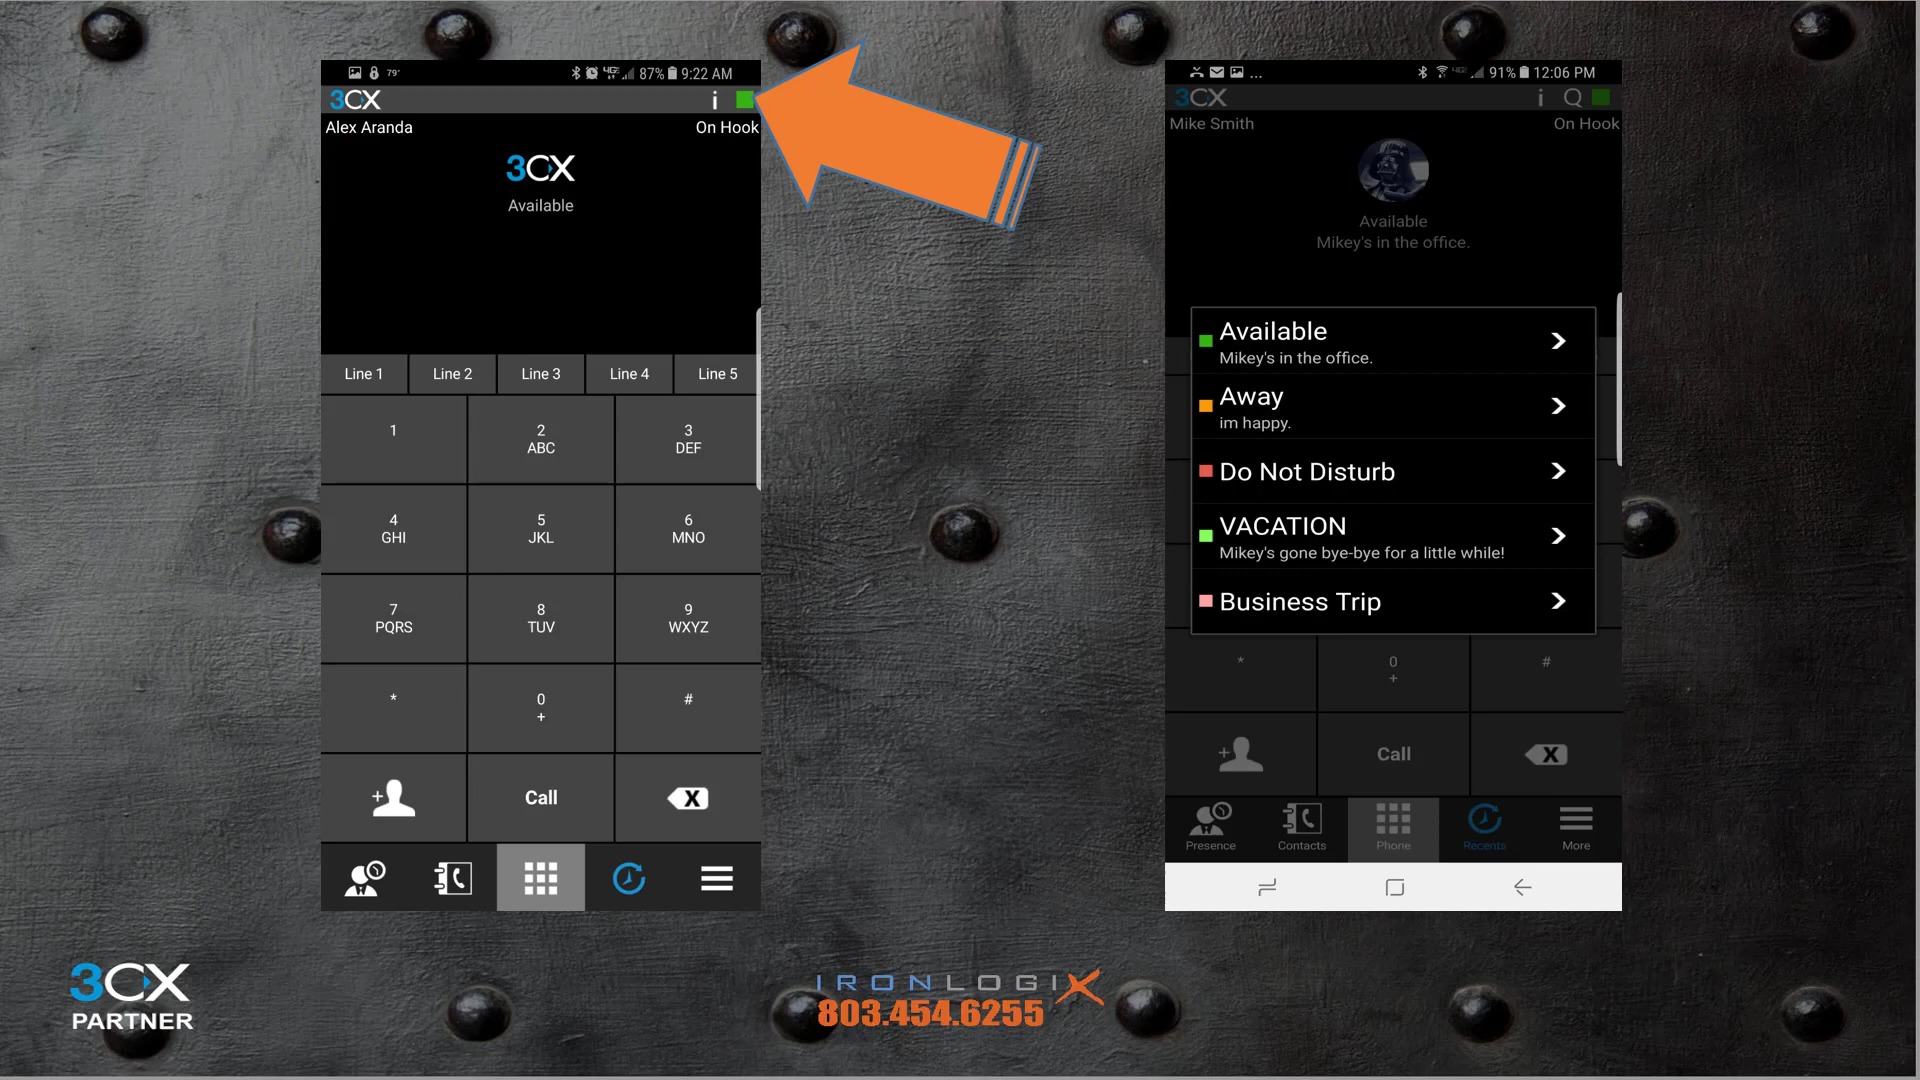 79°
87% 9:22 AM
3CX
i
Alex Aranda
On Hook
3CX
Available
Line 1
Line 2
Line 3
Line 4
Line 5
1
2
ABC
3
DEF
4
GHI
5
JKL
6
MNO
7
PQRS
8
TUV
9
WXYZ
*
0
+
#
+
Call
X
... 91% 12:06 PM
3CX
i Q
Mike Smith
On Hook
Available
Mikey's in the office.
Available
Mikey's in the office.
Away
im happy.
Do Not Disturb
VACATION
Mikey's gone bye-bye for a little while!
Business Trip
*
0
+
#
+
Call
X
Presence
Contacts
Phone
Recents
More
3CX
PARTNER
IRONLOGIX
803.454.6255